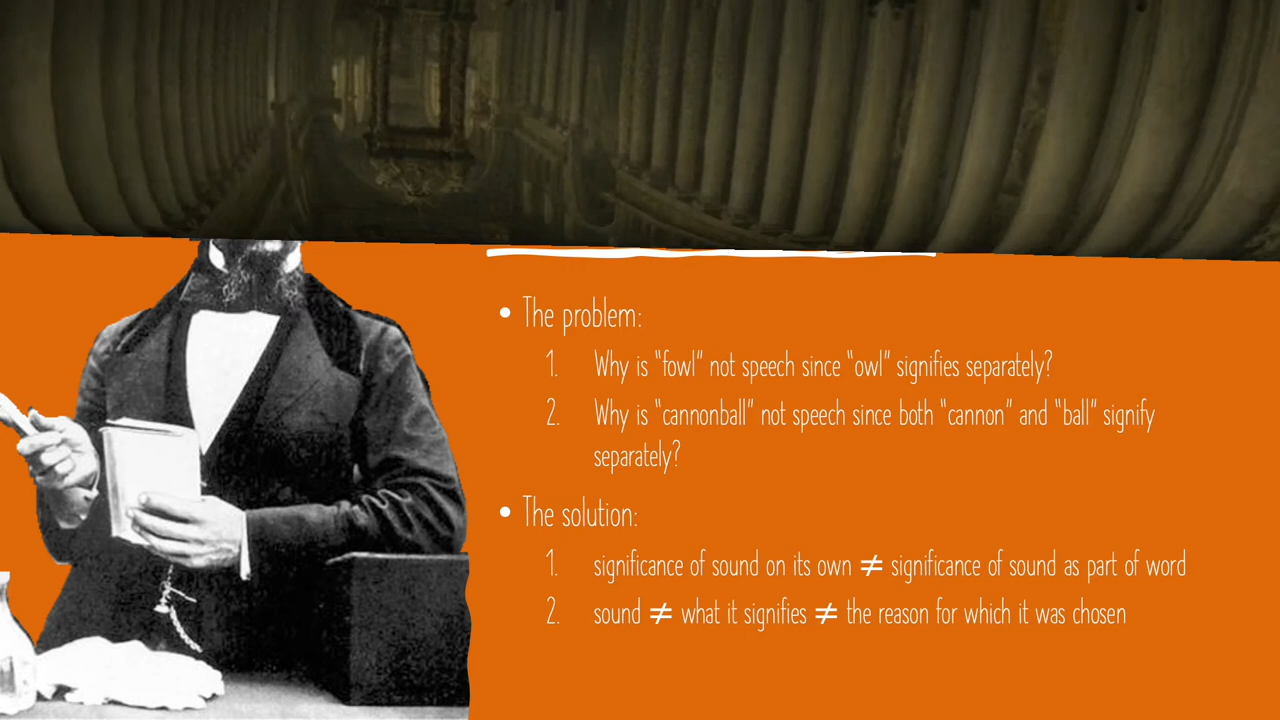 • The problem:
1. Why is “fowl” not speech since “owl” signifies separately?
2. Why is “cannonball” not speech since both “cannon” and “ball” signify
separately?
• The solution:
1. significance of sound on its own ≠ significance of sound as part of word
2. sound ≠ what it signifies ≠ the reason for which it was chosen